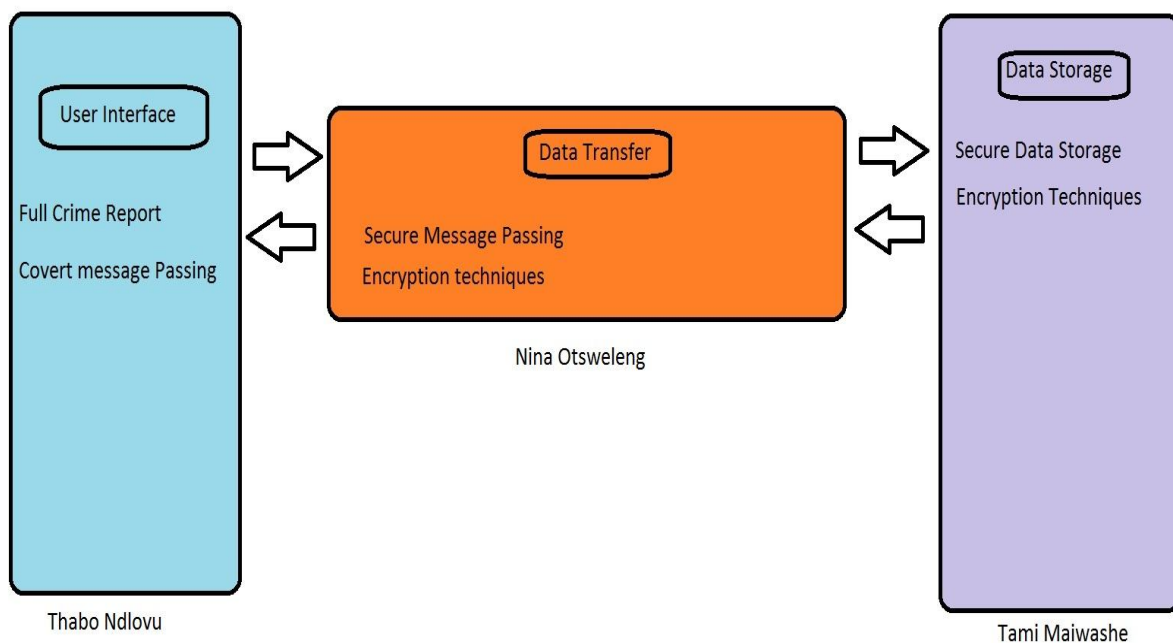 User Interface
Full Crime Report
Covert message Passing
Thabo Ndlovu
Data Transfer
Secure Message Passing
Encryption techniques
Nina Otsweleng
Data Storage
Secure Data Storage
Encryption Techniques
Tami Maiwashe